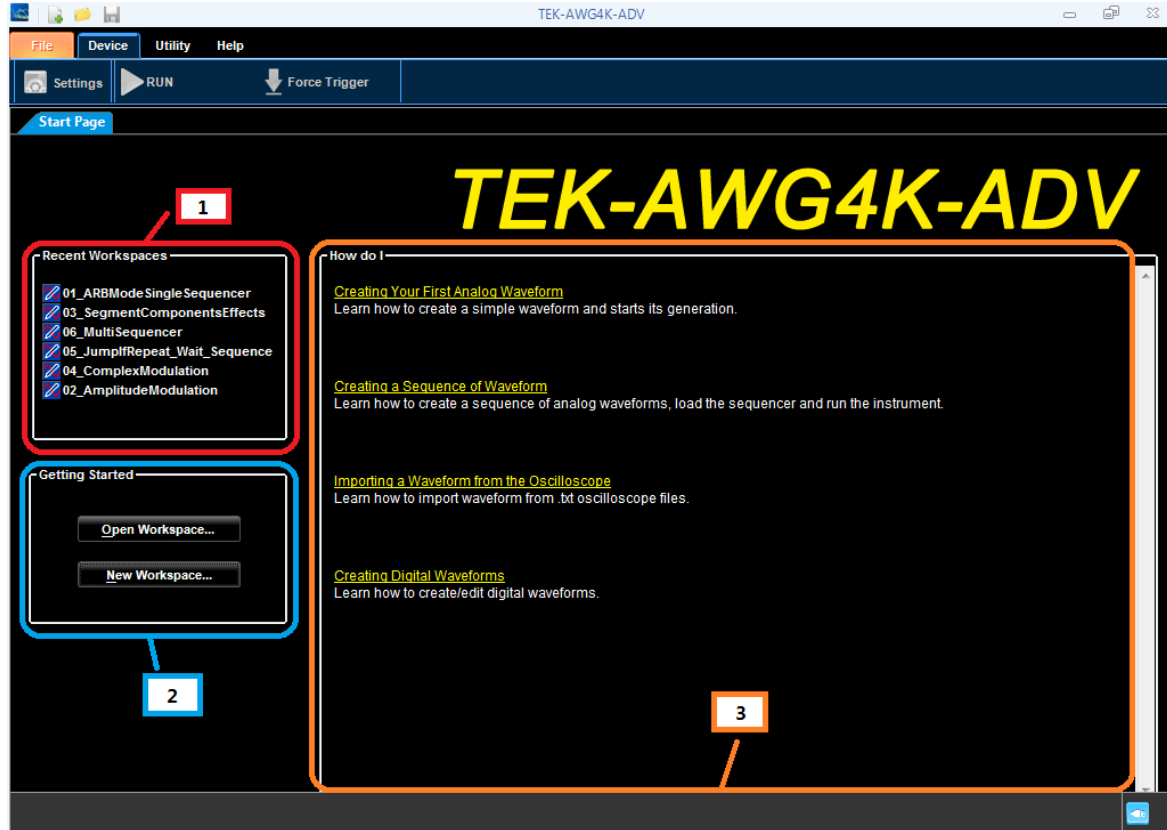 TEK-AWG4K-ADV
File Device Utility Help
Settings RUN Force Trigger
Start Page
TEK-AWG4K-ADV
1
Recent Workspaces
01_ARBModeSingleSequencer
03_SegmentComponentsEffects
06_MultiSequencer
05_JumpIfRepeat_Wait_Sequence
04_ComplexModulation
02_AmplitudeModulation
Getting Started
Open Workspace...
New Workspace...
2
How do I
Creating Your First Analog Waveform
Learn how to create a simple waveform and starts its generation.
Creating a Sequence of Waveform
Learn how to create a sequence of analog waveforms, load the sequencer and run the instrument.
Importing a Waveform from the Oscilloscope
Learn how to import waveform from .txt oscilloscope files.
Creating Digital Waveforms
Learn how to create/edit digital waveforms.
3